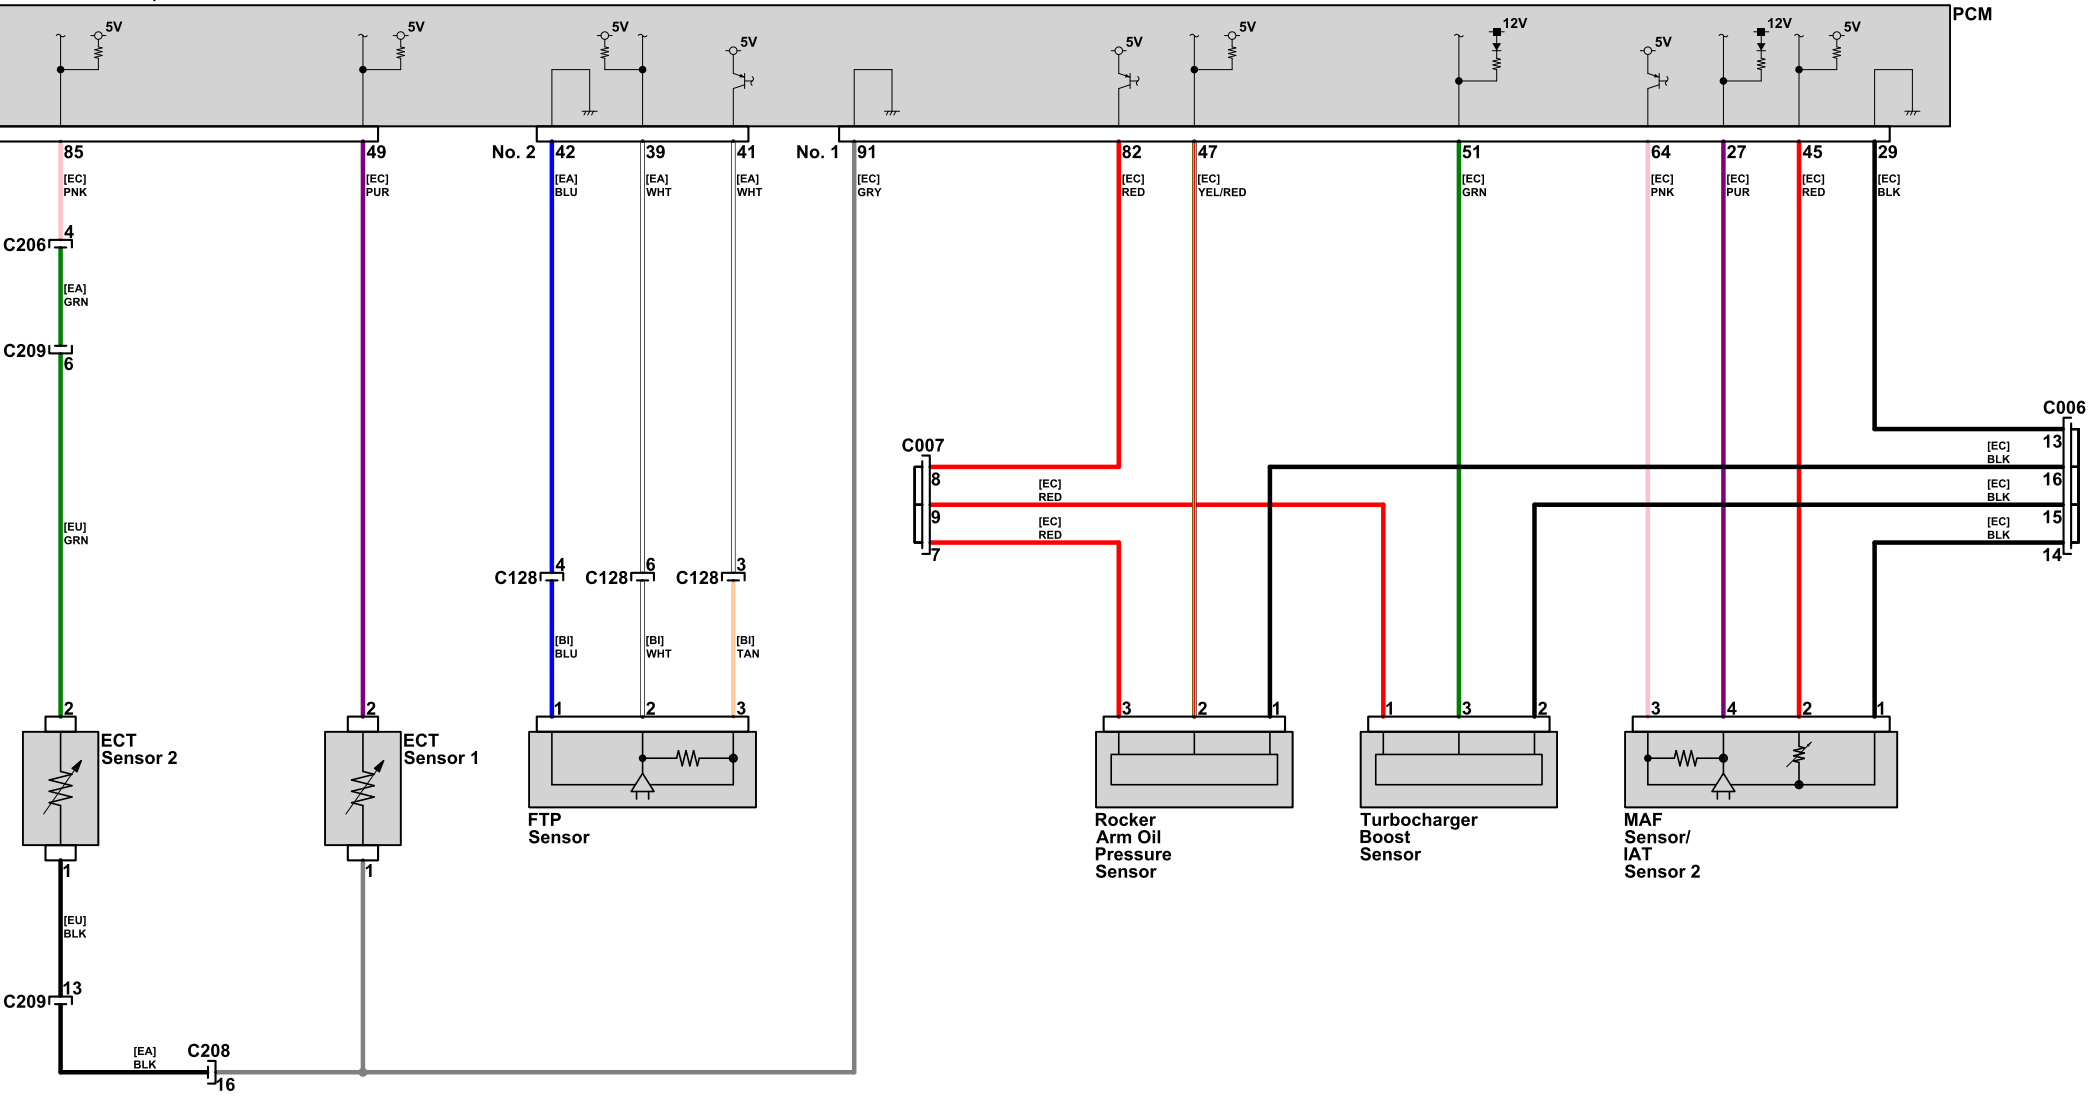 PCM
5V
5V
5V
5V
5V
5V
12V
5V
12V
5V
85
49
No. 2
42
39
41
No. 1
91
82
47
51
64
27
45
29
[EC]
PNK
[EC]
PUR
[EA]
BLU
[EA]
WHT
[EA]
WHT
[EC]
GRY
[EC]
RED
[EC]
YEL/RED
[EC]
GRN
[EC]
PNK
[EC]
PUR
[EC]
RED
[EC]
BLK
C206
4
[EA]
GRN
C209
6
C006
13
[EC]
BLK
16
[EC]
BLK
15
[EC]
BLK
14
C007
8
[EC]
RED
9
[EC]
RED
7
[EU]
GRN
C128
4
C128
6
C128
3
[BI]
BLU
[BI]
WHT
[BI]
TAN
2
2
1
2
3
3
2
1
1
3
2
3
4
2
1
ECT
Sensor 2
ECT
Sensor 1
FTP
Sensor
Rocker
Arm Oil
Pressure
Sensor
Turbocharger
Boost
Sensor
MAF
Sensor/
IAT
Sensor 2
1
1
[EU]
BLK
C209
13
[EA]
BLK
C208
16